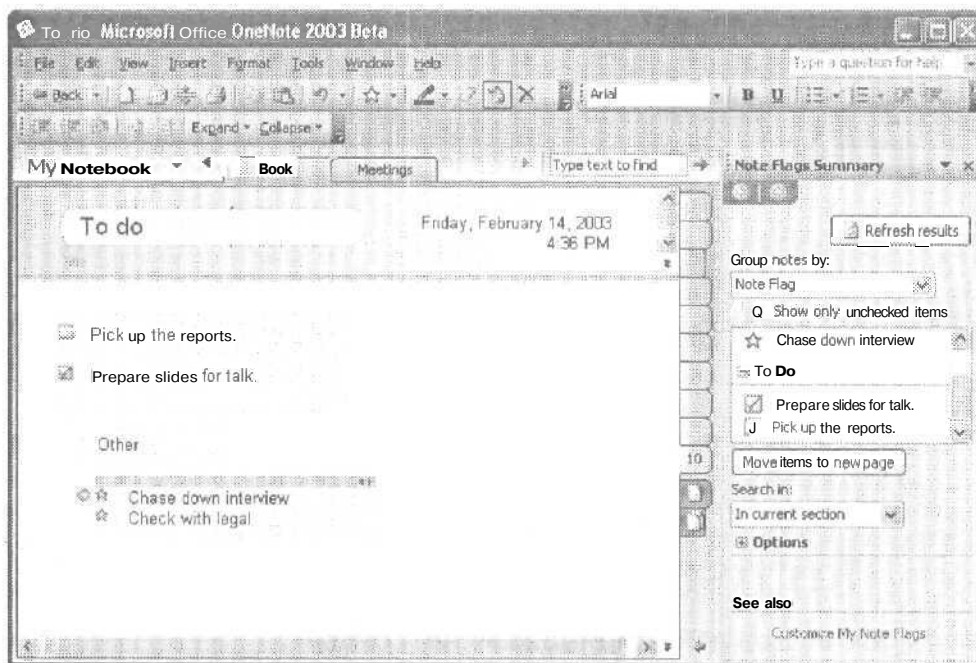 To rio Microsoft Office OneNote 2003 Beta
File Edit View Insert Format Tools Window Help
Type a question for help
Back Arial B U
Expand Collapse
My Notebook Book Meetings Type text to find Note Flags Summary
To do
Friday, February 14, 2003
4:36 PM
Refresh results
Group notes by:
Note Flag
Q Show only unchecked items
Pick up the reports.
Prepare slides for talk.
Other
Chase down interview
Check with legal
10
Chase down interview
To Do
Prepare slides for talk.
J Pick up the reports.
Move items to new page
Search in:
In current section
Options
See also
Customize My Note Flags